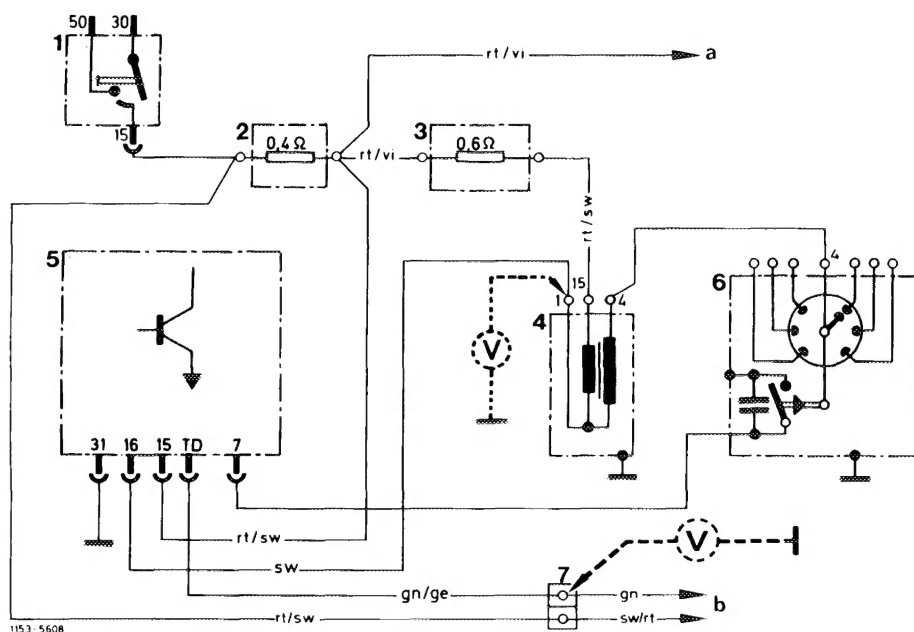 50 30
1
15
2
0,4 Ω
rt/vi
a
rt/vi
3
0,6 Ω
rt/sw
5
31 16 15 TD 7
rt/sw
sw
gn/ge
rt/sw
V
1 15 4
4
4
6
V
7
gn
sw/rt
b
1153-5608